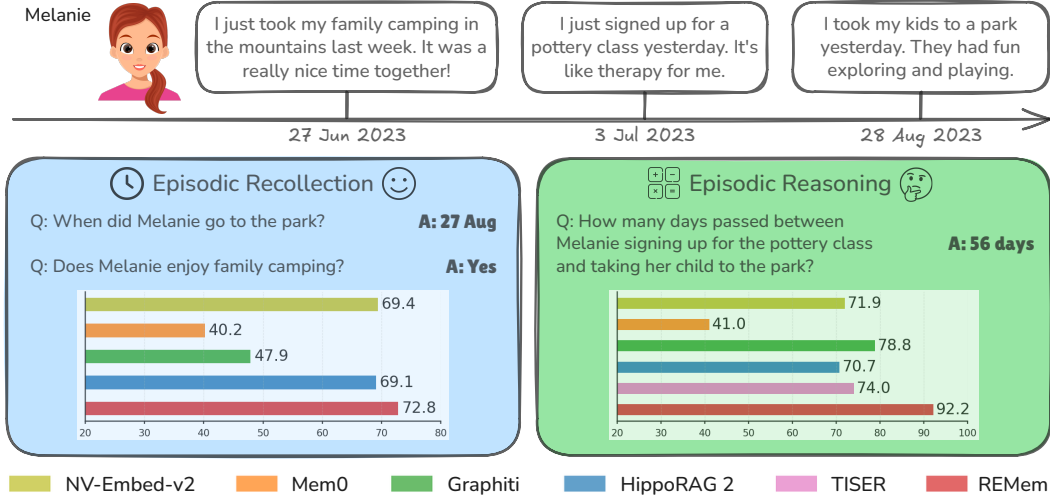 Melanie
I just took my family camping in
the mountains last week. It was a
really nice time together!
I just signed up for a
pottery class yesterday. It's
like therapy for me.
I took my kids to a park
yesterday. They had fun
exploring and playing.
27 Jun 2023
3 Jul 2023
28 Aug 2023
Episodic Recollection
Q: When did Melanie go to the park?
A: 27 Aug
Q: Does Melanie enjoy family camping?
A: Yes
69.4
40.2
47.9
69.1
72.8
20 30 40 50 60 70 80
+ −
× =
Episodic Reasoning
Q: How many days passed between
Melanie signing up for the pottery class
and taking her child to the park?
A: 56 days
71.9
41.0
78.8
70.7
74.0
92.2
20 30 40 50 60 70 80 90 100
NV-Embed-v2 Mem0 Graphiti HippoRAG 2 TISER REMem